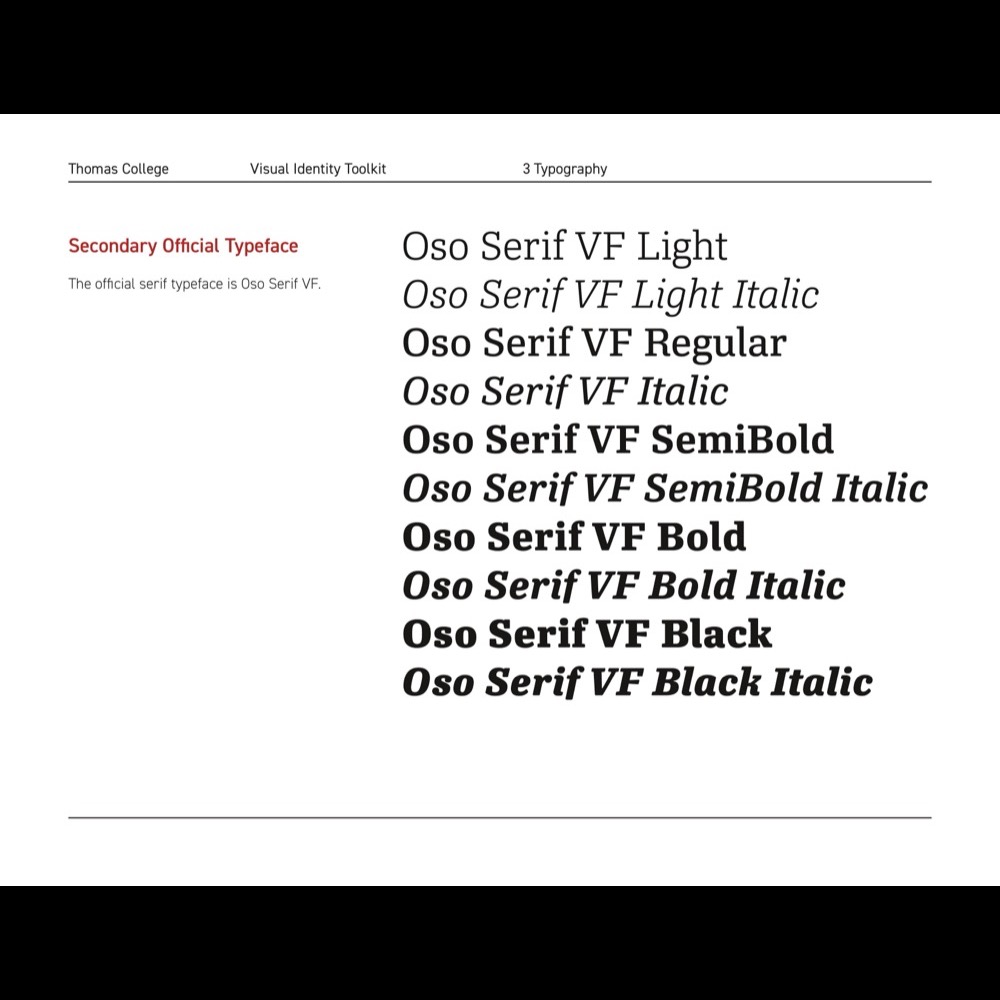 Thomas College Visual Identity Toolkit 3 Typography
Secondary Official Typeface
The official serif typeface is Oso Serif VF.
Oso Serif VF Light
Oso Serif VF Light Italic
Oso Serif VF Regular
Oso Serif VF Italic
Oso Serif VF SemiBold
Oso Serif VF SemiBold Italic
Oso Serif VF Bold
Oso Serif VF Bold Italic
Oso Serif VF Black
Oso Serif VF Black Italic